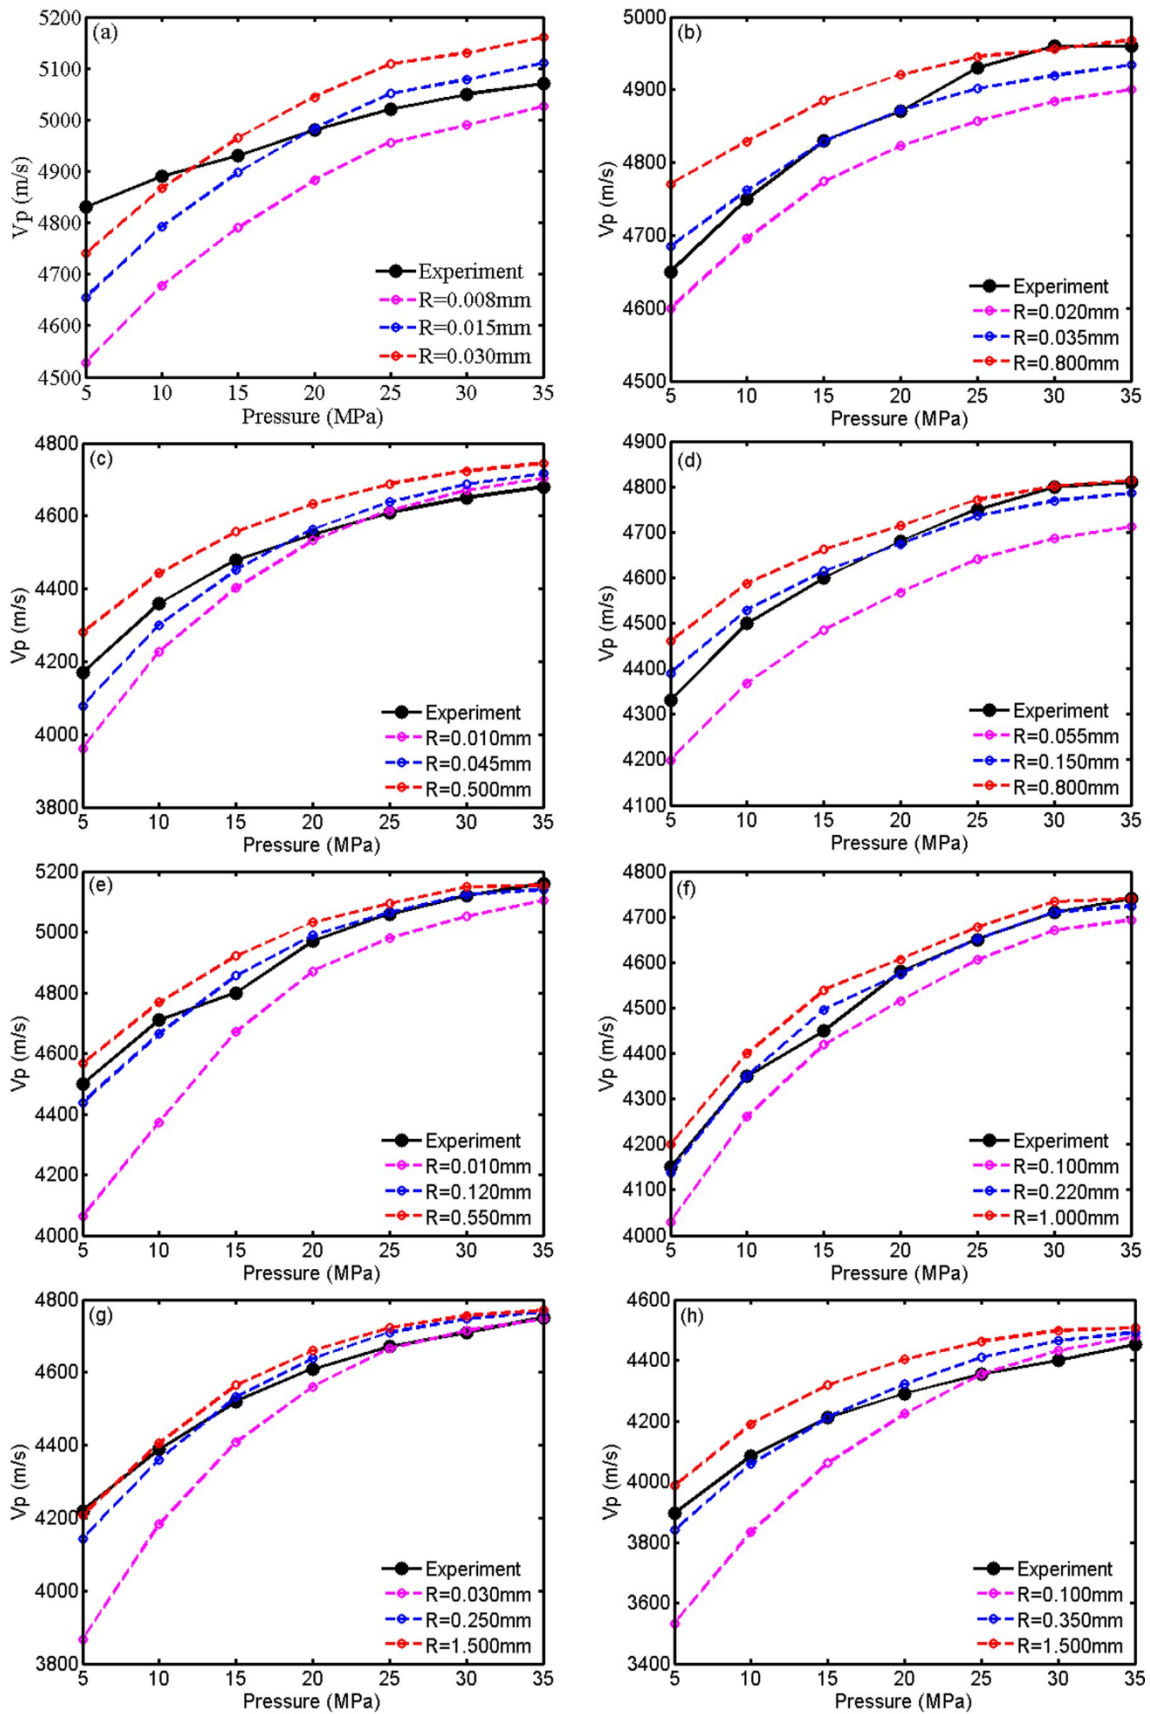 (a)
5200
5100
5000
4900
4800
4700
4600
4500
Vp (m/s)
Experiment
R=0.008mm
R=0.015mm
R=0.030mm
5 10 15 20 25 30 35
Pressure (MPa)
(b)
5000
4900
4800
4700
4600
4500
Vp (m/s)
Experiment
R=0.020mm
R=0.035mm
R=0.800mm
5 10 15 20 25 30 35
Pressure (MPa)
(c)
4800
4600
4400
4200
4000
3800
Vp (m/s)
Experiment
R=0.010mm
R=0.045mm
R=0.500mm
5 10 15 20 25 30 35
Pressure (MPa)
(d)
4900
4800
4700
4600
4500
4400
4300
4200
4100
Vp (m/s)
Experiment
R=0.055mm
R=0.150mm
R=0.800mm
5 10 15 20 25 30 35
Pressure (MPa)
(e)
5200
5000
4800
4600
4400
4200
4000
Vp (m/s)
Experiment
R=0.010mm
R=0.120mm
R=0.550mm
5 10 15 20 25 30 35
Pressure (MPa)
(f)
4800
4700
4600
4500
4400
4300
4200
4100
4000
Vp (m/s)
Experiment
R=0.100mm
R=0.220mm
R=1.000mm
5 10 15 20 25 30 35
Pressure (MPa)
(g)
4800
4600
4400
4200
4000
3800
Vp (m/s)
Experiment
R=0.030mm
R=0.250mm
R=1.500mm
5 10 15 20 25 30 35
Pressure (MPa)
(h)
4600
4400
4200
4000
3800
3600
3400
Vp (m/s)
Experiment
R=0.100mm
R=0.350mm
R=1.500mm
5 10 15 20 25 30 35
Pressure (MPa)